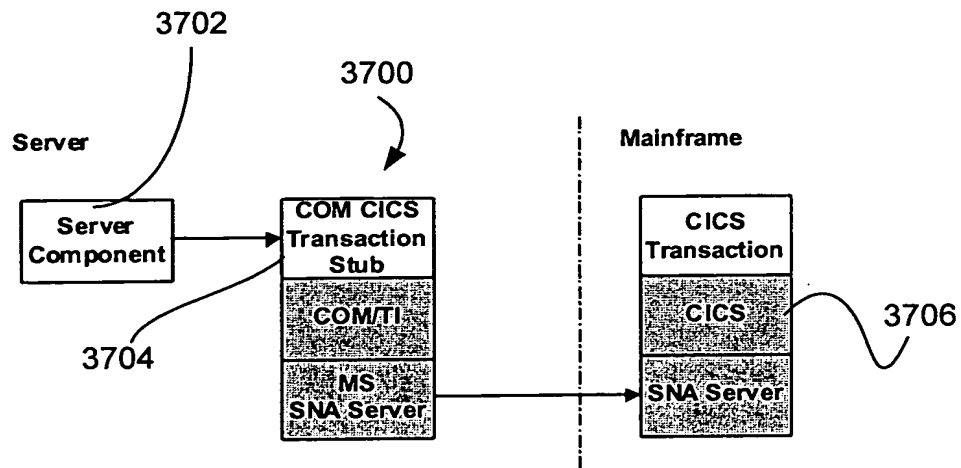 3702
3700
Server
Mainframe
Server
Component
COM CICS
Transaction
Stub
COM/TI
MS
SNA Server
3704
CICS
Transaction
CICS
SNA Server
3706